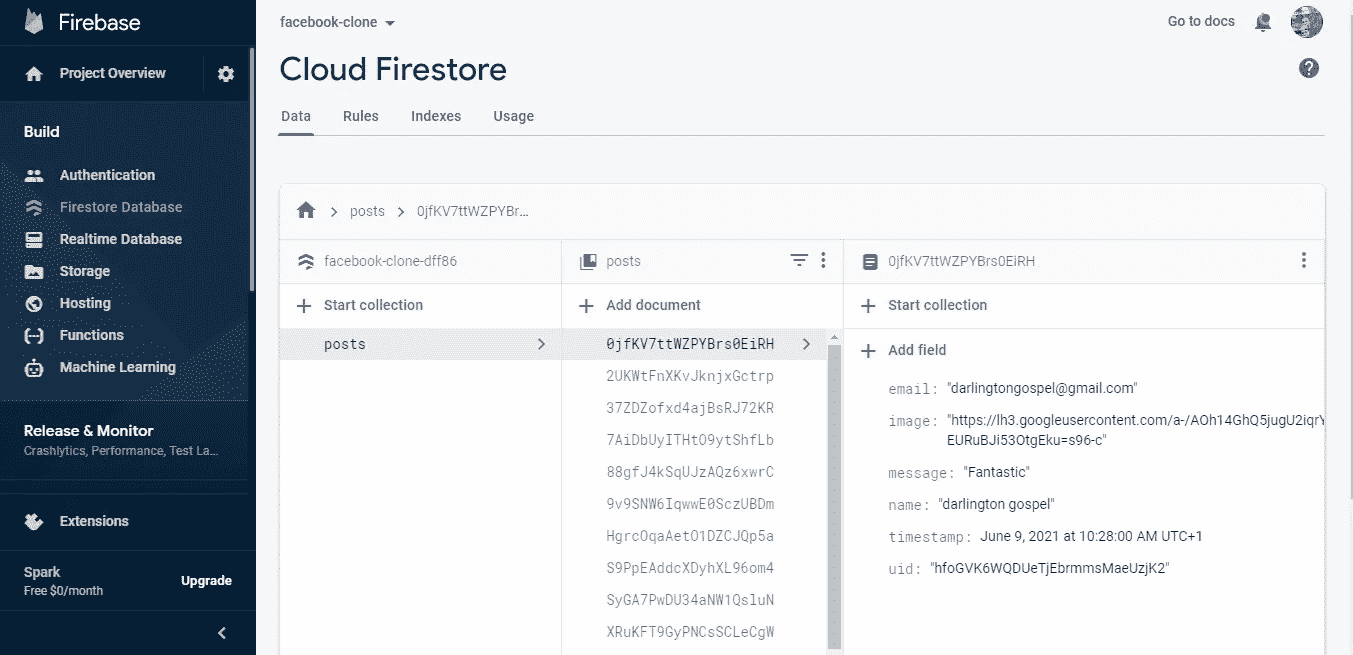 Firebase
Project Overview
Build
Authentication
Firestore Database
Realtime Database
Storage
Hosting
Functions
Machine Learning
Release & Monitor
Crashlytics, Performance, Test La...
Extensions
Spark
Free $0/month
Upgrade
facebook-clone
Go to docs
Cloud Firestore
Data Rules Indexes Usage
posts 0jfKV7ttWZPYBr...
facebook-clone-dff86
Start collection
posts
posts
Add document
0jfKV7ttWZPYBrs0EiRH
2UKWtFnXKvJknjxGctrp
37ZDZofxd4ajBsRJ72KR
7AiDbUyITHtO9ytShfLb
88gfJ4kSqUJzAQz6xwrC
9v9SNW6IqwwE0SczUBDm
HgrcOqaAetO1DZCJQp5a
S9PpEAddcXDyhXL96om4
SyGA7PwDU34aNW1QsluN
XRuKFT9GyPNCsSCLeCgW
0jfKV7ttWZPYBrs0EiRH
Start collection
Add field
email: "darlingtongospel@gmail.com"
image: "https://lh3.googleusercontent.com/a-/AOh14GhQ5jugU2iqrY
EURuBJi53OtgEku=s96-c"
message: "Fantastic"
name: "darlington gospel"
timestamp: June 9, 2021 at 10:28:00 AM UTC+1
uid: "hfoGVK6WQDUeTjEbrmmsMaeUzjK2"